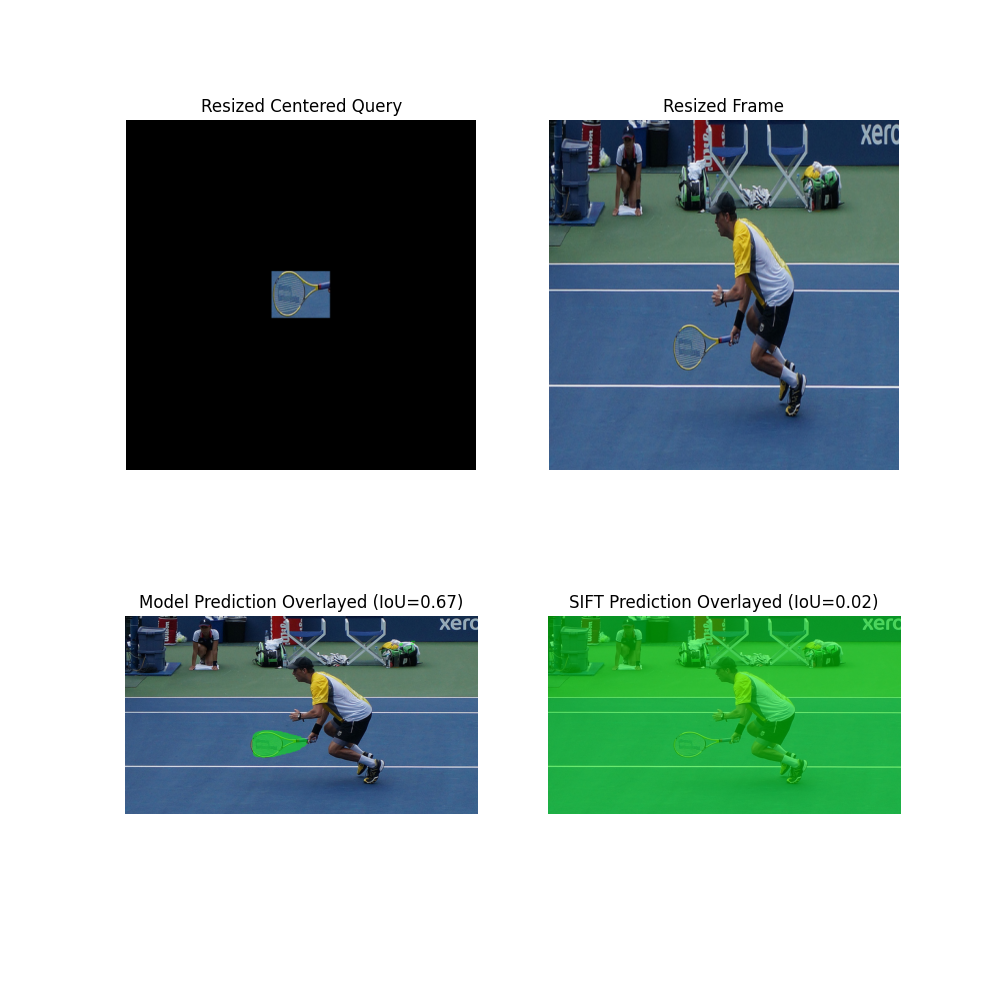 Resized Centered Query
Resized Frame
xero
Wilson
Model Prediction Overlayed (IoU=0.67)
SIFT Prediction Overlayed (IoU=0.02)
xero
xero